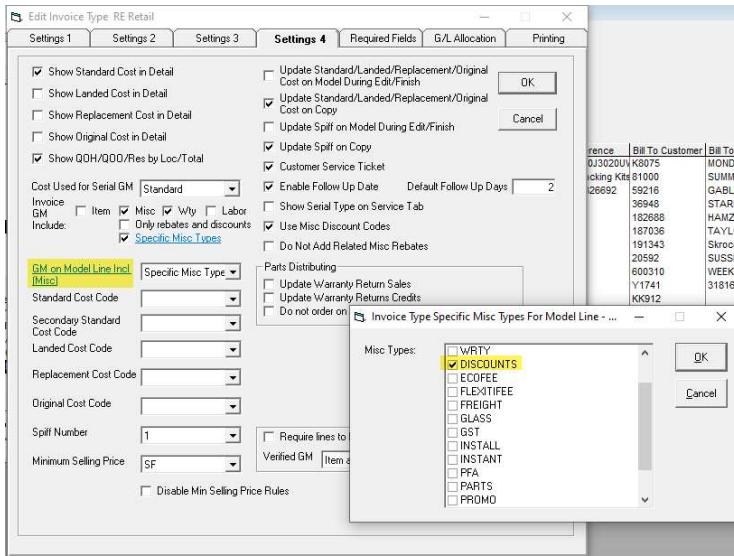 Edit Invoice Type RE Retail
Settings 1 Settings 2 Settings 3 Settings 4 Required Fields G/L Allocation Printing
Show Standard Cost in Detail
Show Landed Cost in Detail
Show Replacement Cost in Detail
Show Original Cost in Detail
Show QOH/QOO/Res by Loc/Total
Cost Used for Serial GM Standard
Invoice
GM
Include:
Item Misc Wty Labor
Only rebates and discounts
Specific Misc Types
GM on Model Line Incl
(Misc)
Specific Misc Type
Standard Cost Code
Secondary Standard
Cost Code
Landed Cost Code
Replacement Cost Code
Original Cost Code
Spiff Number 1
Minimum Selling Price SF
Disable Min Selling Price Rules
Update Standard/Landed/Replacement/Original
Cost on Model During Edit/Finish
Update Standard/Landed/Replacement/Original
Cost on Copy
Update Spiff on Model During Edit/Finish
Update Spiff on Copy
Customer Service Ticket
Enable Follow Up Date Default Follow Up Days 2
Show Serial Type on Service Tab
Use Misc Discount Codes
Do Not Add Related Misc Rebates
OK
Cancel
Parts Distributing
Update Warranty Return Sales
Update Warranty Returns Credits
Do not order on
Require lines to
Verified GM Item a
rence Bill To Customer Bill To
0J3020UV K8075 MOND
cking Kits 81000 SUMM
326692 59216 GABL
36948 STAR
182688 HAMZ
187036 TAYL
191343 Skroc
20592 SUSS
600310 WEEK
Y1741 31816
KK912
Invoice Type Specific Misc Types For Model Line - ...
Misc Types:
WRTY
DISCOUNTS
ECOFEE
FLEXITIFEE
FREIGHT
GLASS
GST
INSTALL
INSTANT
PFA
PARTS
PROMO
OK
Cancel